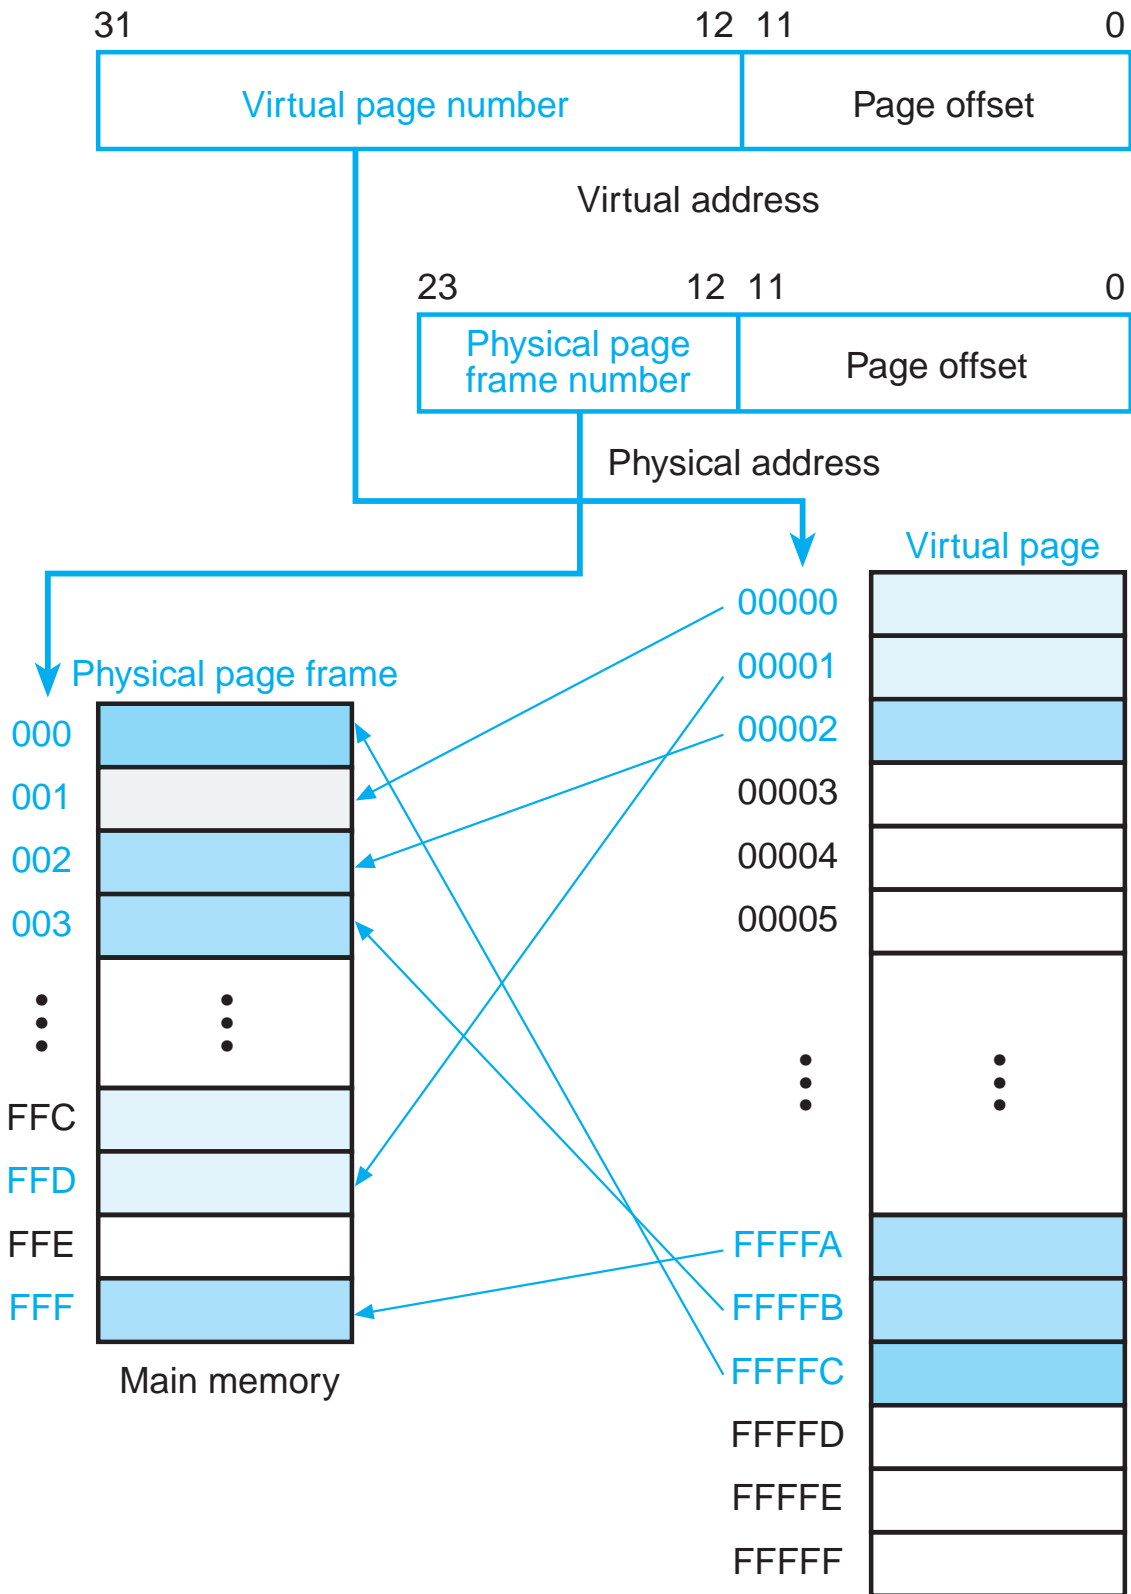 31 12 11 0
Virtual page number Page offset
Virtual address
23 12 11 0
Physical page
frame number
Page offset
Physical address
Virtual page
00000
00001
00002
00003
00004
00005
FFFFA
FFFFB
FFFFC
FFFFD
FFFFE
FFFFF
Physical page frame
000
001
002
003
FFC
FFD
FFE
FFF
Main memory